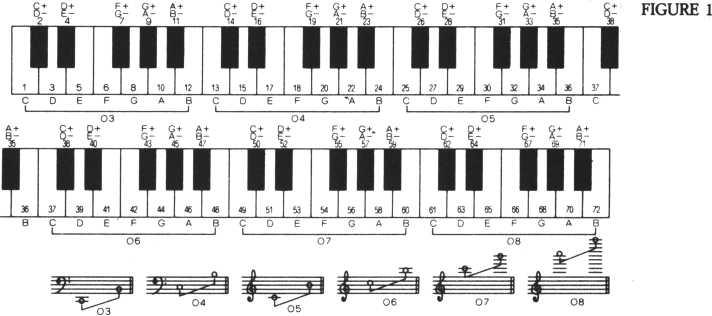 FIGURE 1
C+ D+ F+ G+ A+ C+ D+ F+ G+ A+ C+ D+ F+ G+ A+ C+
D- E- G- A- B- D- E- G- A- B- D- E- G- A- B- D-
2 4 7 9 11 14 16 19 21 23 26 28 31 33 35 38
1 3 5 6 8 10 12 13 15 17 18 20 22 24 25 27 29 30 32 34 36 37
C D E F G A B C D E F G A B C D E F G A B C
O3 O4 O5
A+ C+ D+ F+ G+ A+ C+ D+ F+ G+ A+ C+ D+ F+ G+ A+
B- D- E- G- A- B- D- E- G- A- B- D- E- G- A- B-
35 38 40 43 45 47 50 52 55 57 59 62 64 67 69 71
36 37 39 41 42 44 46 48 49 51 53 54 56 58 60 61 63 65 66 68 70 72
B C D E F G A B C D E F G A B C D E F G A B
O6 O7 O8
O3 O4 O5 O6 O7 O8